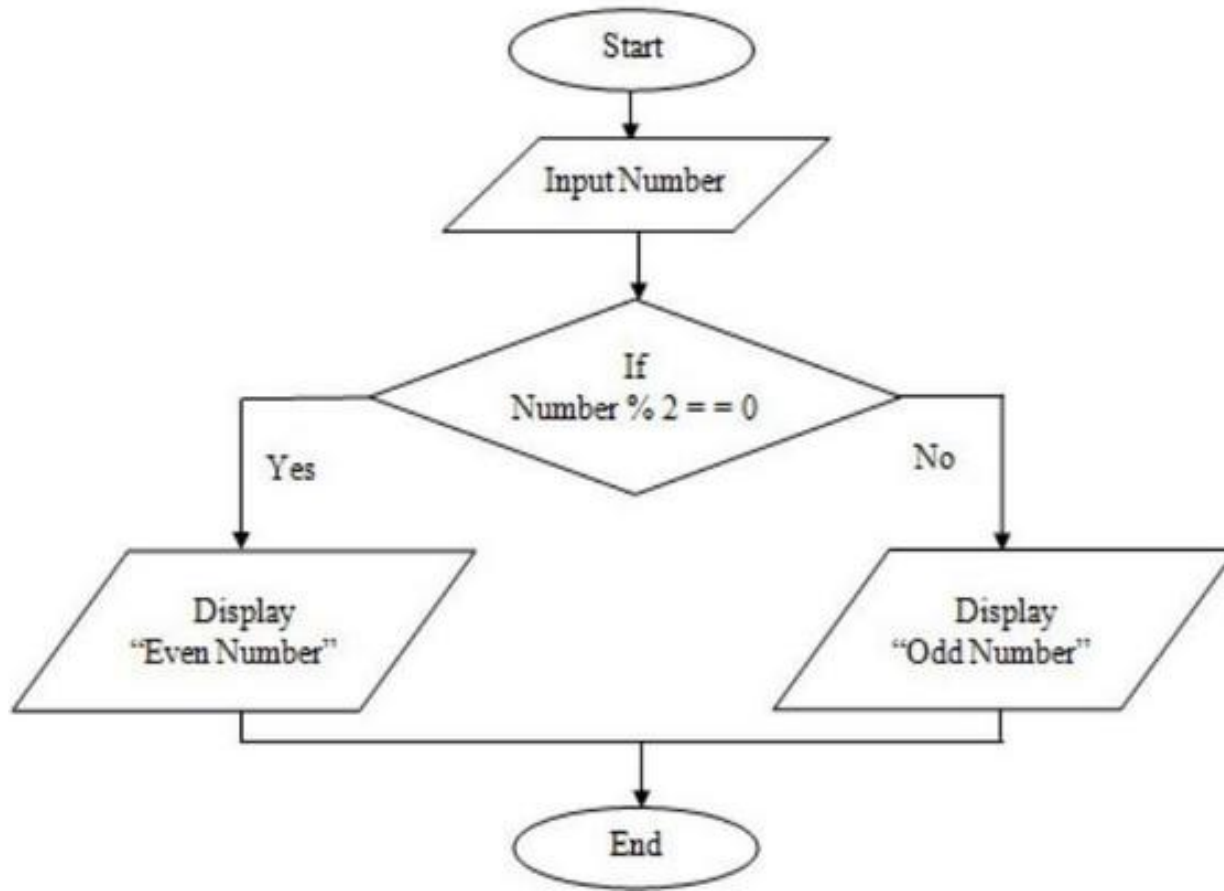 Start
Input Number
If
Number % 2 = = 0
Yes
No
Display
“Even Number”
Display
“Odd Number”
End